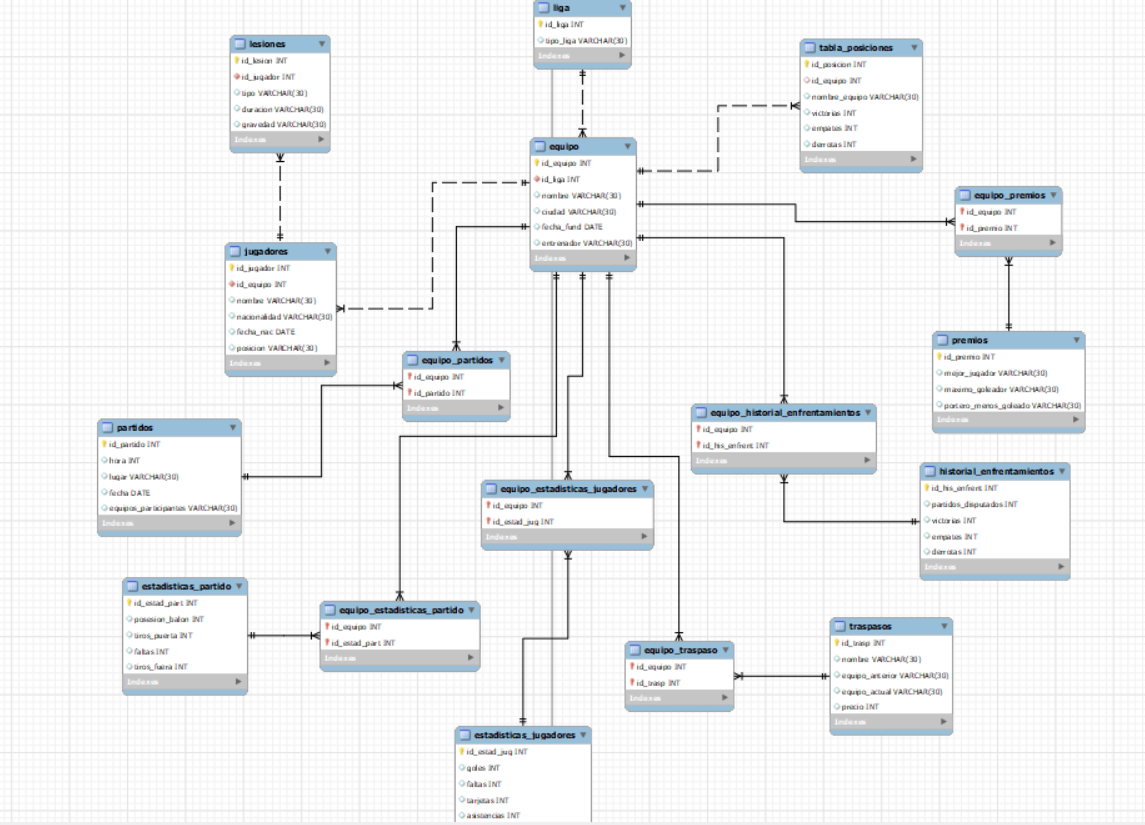 liga
id_liga INT
tipo_liga VARCHAR(30)
Indexes
lesiones
id_lesion INT
id_jugador INT
tipo VARCHAR(30)
duracion VARCHAR(30)
gravedad VARCHAR(30)
Indexes
tabla_posiciones
id_posicion INT
id_equipo INT
nombre_equipo VARCHAR(30)
victorias INT
empates INT
derrotas INT
Indexes
equipo
id_equipo INT
id_liga INT
nombre VARCHAR(30)
ciudad VARCHAR(30)
fecha_fund DATE
entrenador VARCHAR(30)
Indexes
equipo_premios
id_equipo INT
id_premio INT
Indexes
jugadores
id_jugador INT
id_equipo INT
nombre VARCHAR(30)
nacionalidad VARCHAR(30)
fecha_nac DATE
posicion VARCHAR(30)
Indexes
premios
id_premio INT
mejor_jugador VARCHAR(30)
maximo_goleador VARCHAR(30)
portero_menos_goleado VARCHAR(30)
Indexes
equipo_partidos
id_equipo INT
id_partido INT
Indexes
equipo_historial_enfrentamientos
id_equipo INT
id_his_enfrent INT
Indexes
partidos
id_partido INT
hora INT
lugar VARCHAR(30)
fecha DATE
equipos_participantes VARCHAR(30)
Indexes
historial_enfrentamientos
id_his_enfrent INT
partidos_disputados INT
victorias INT
empates INT
derrotas INT
Indexes
equipo_estadisticas_jugadores
id_equipo INT
id_estad_jug INT
Indexes
estadisticas_partido
id_estad_part INT
posesion_balon INT
tiros_puerta INT
faltas INT
tiros_fuera INT
Indexes
equipo_estadisticas_partido
id_equipo INT
id_estad_part INT
Indexes
traspasos
id_trasp INT
nombre VARCHAR(30)
equipo_anterior VARCHAR(30)
equipo_actual VARCHAR(30)
precio INT
Indexes
equipo_traspaso
id_equipo INT
id_trasp INT
Indexes
estadisticas_jugadores
id_estad_jug INT
goles INT
faltas INT
tarjetas INT
asistencias INT